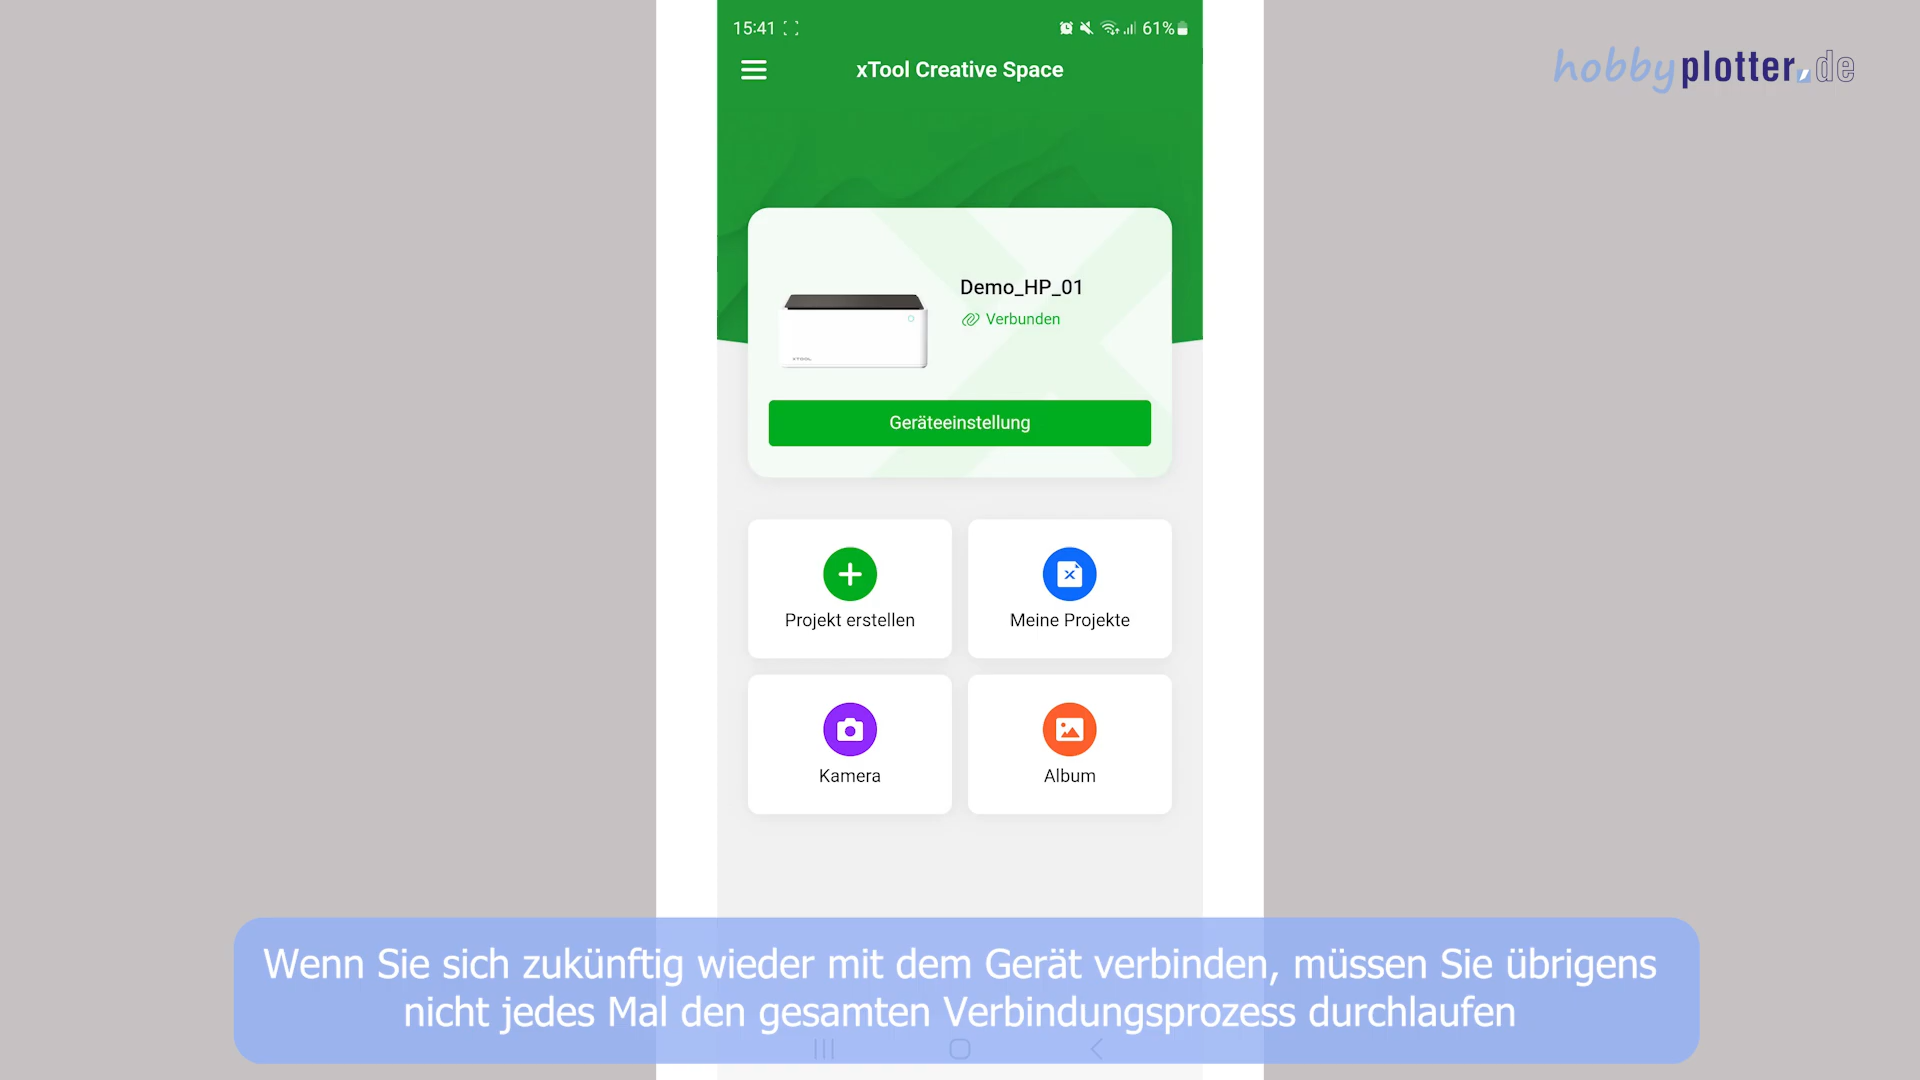 15:41
61%
xTool Creative Space
hobbyplotter.de
Demo_HP_01
Verbunden
XTOOL
Geräteeinstellung
Projekt erstellen
Meine Projekte
Kamera
Album
Wenn Sie sich zukünftig wieder mit dem Gerät verbinden, müssen Sie übrigens
nicht jedes Mal den gesamten Verbindungsprozess durchlaufen